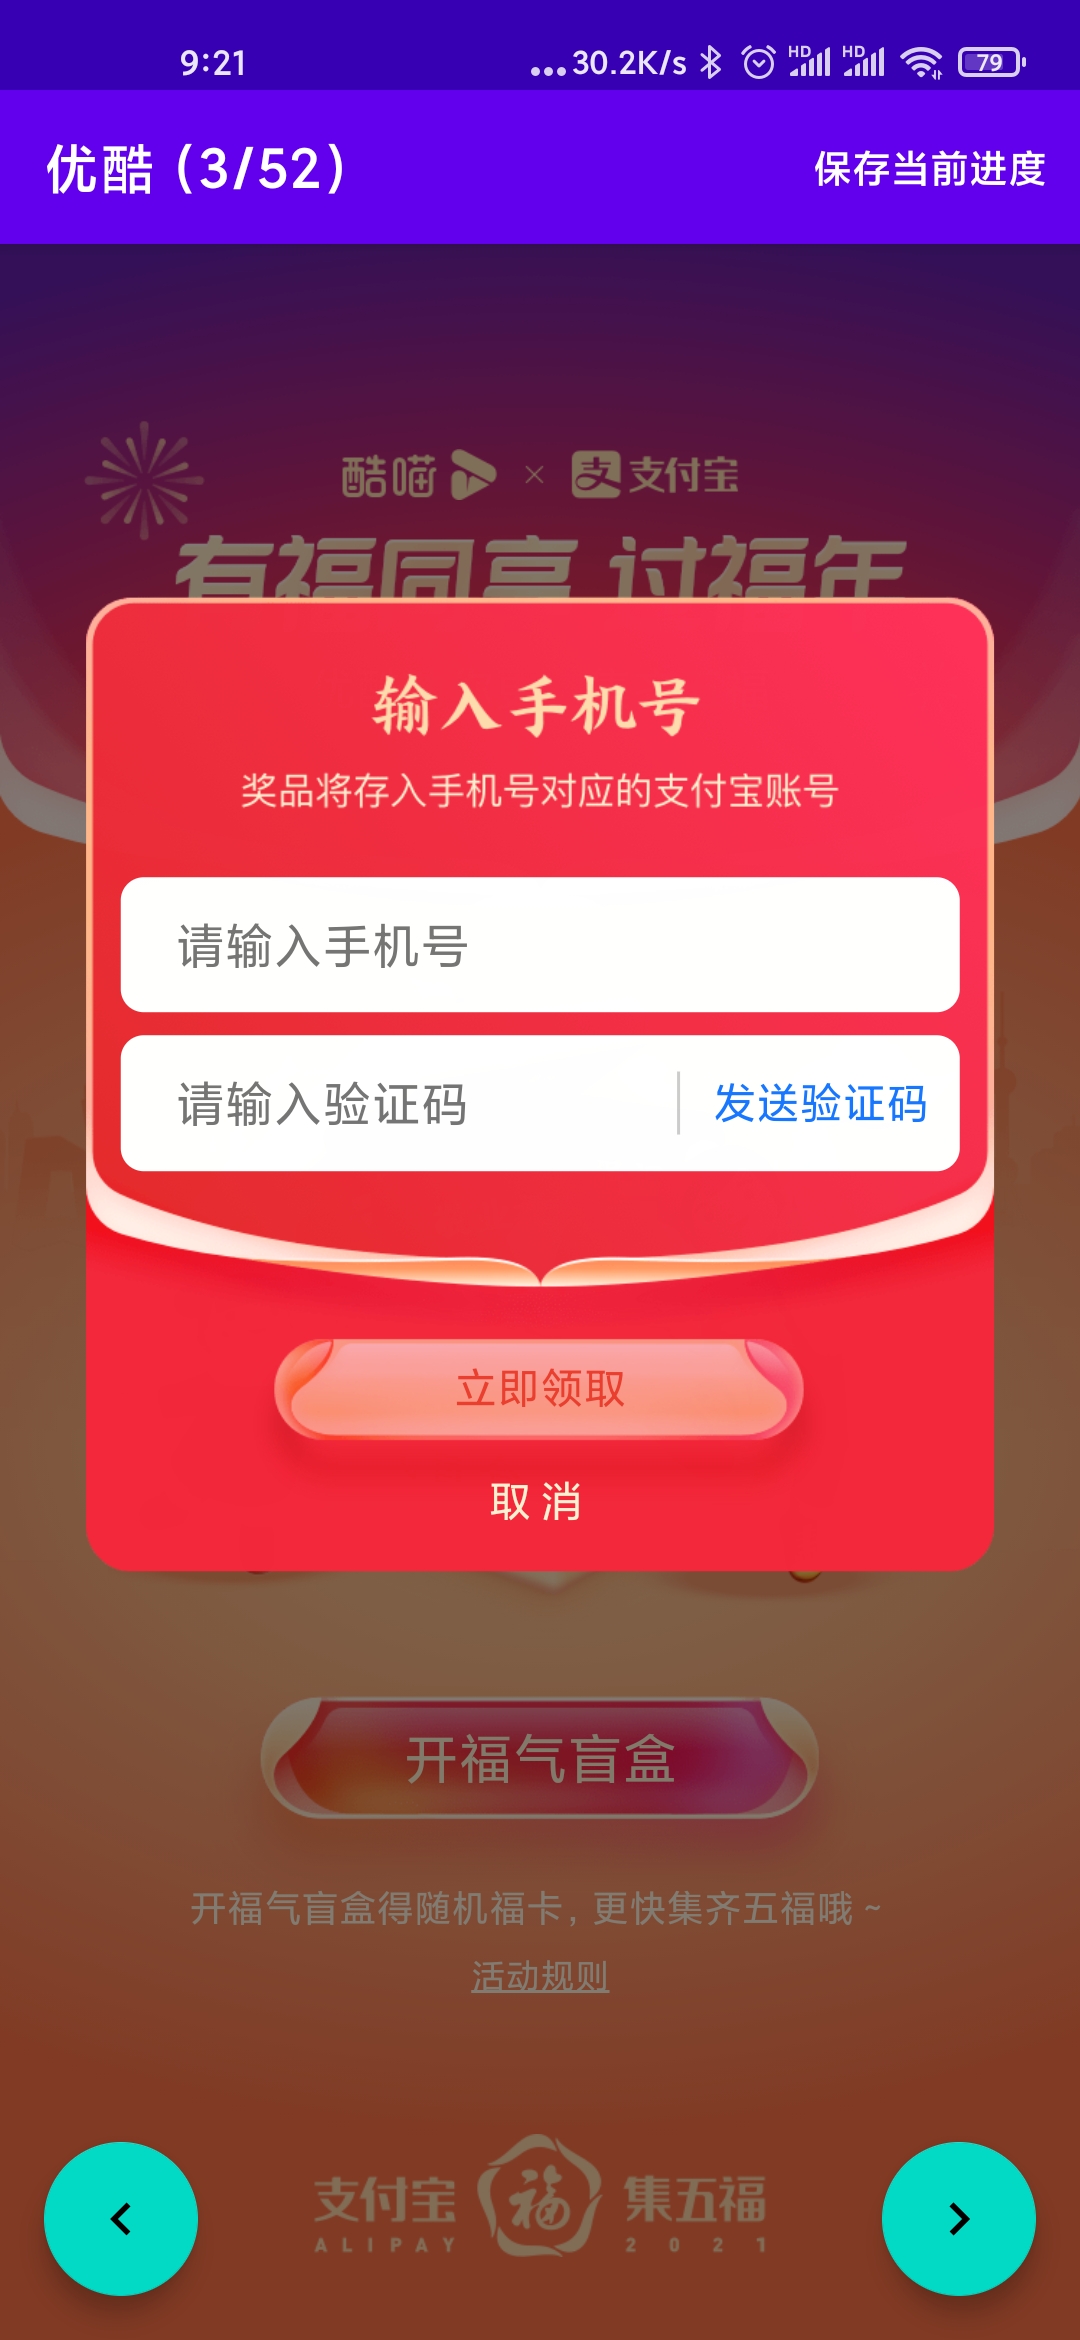 9:21
...30.2K/s HD HD 79
优酷（3/52）
保存当前进度
酷喵 × 支付宝
有福同享 过福年
输入手机号
奖品将存入手机号对应的支付宝账号
请输入手机号
请输入验证码
发送验证码
立即领取
取消
开福气盲盒
开福气盲盒得随机福卡, 更快集齐五福哦 ~
活动规则
支付宝 福 集五福
ALIPAY 2021